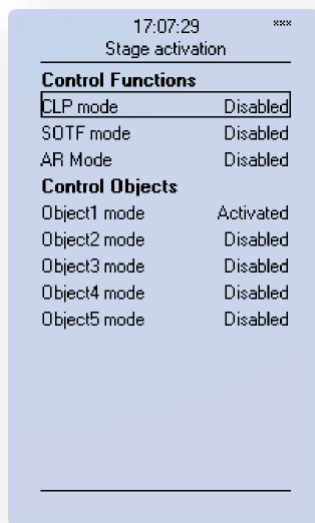 17:07:29 ***
Stage activation
Control Functions
CLP mode Disabled
SOTF mode Disabled
AR Mode Disabled
Control Objects
Object1 mode Activated
Object2 mode Disabled
Object3 mode Disabled
Object4 mode Disabled
Object5 mode Disabled